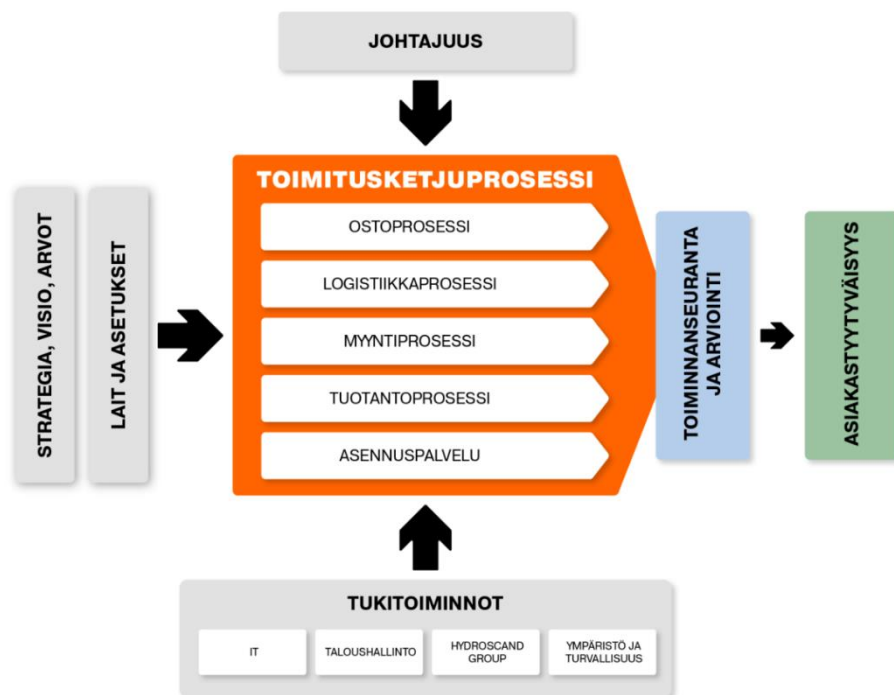 JOHTAJUUS
STRATEGIA, VISIO, ARVOT
LAIT JA ASETUKSET
TOIMITUSKETJUPROSESSI
OSTOPROSESSI
LOGISTIIKKAPROSESSI
MYYNTIPROSESSI
TUOTANTOPROSESSI
ASENNUSPALVELU
TOIMINNANSEURANTA
JA ARVIOINTI
ASIAKASTYYTYVÄISYYS
TUKITOIMINNOT
IT
TALOUSHALLINTO
HYDROSCAND
GROUP
YMPÄRISTÖ JA
TURVALLISUUS